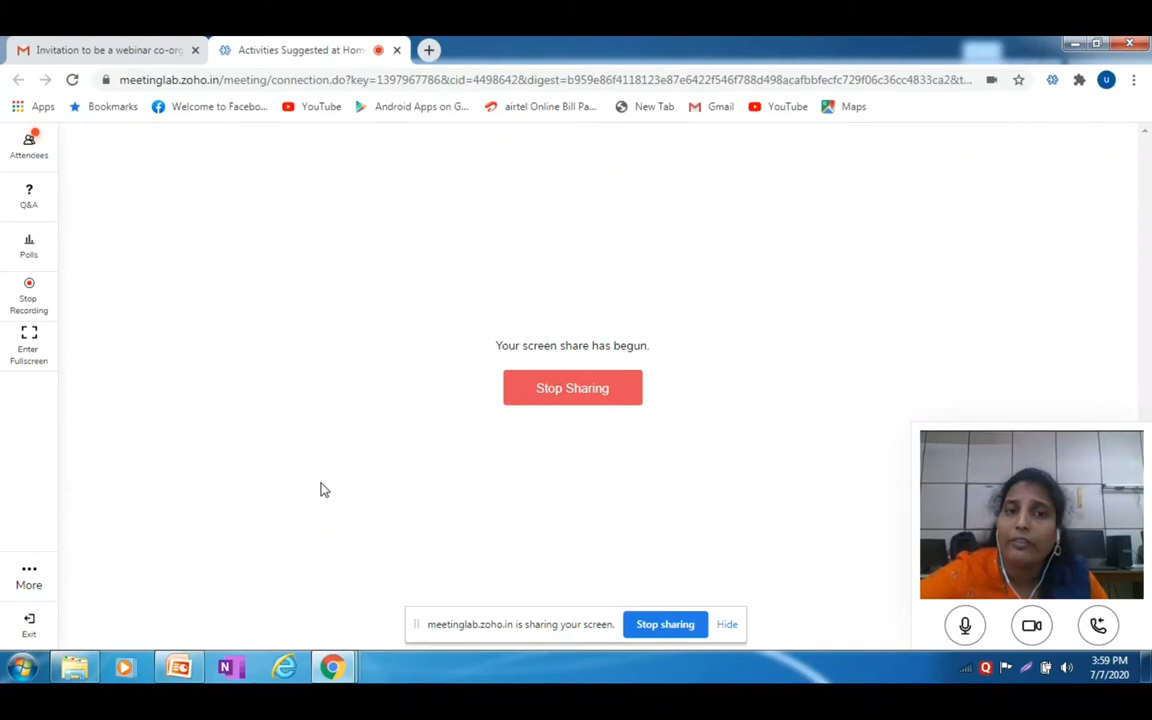 Invitation to be a webinar co-org
Activities Suggested at Hom
meetinglab.zoho.in/meeting/connection.do?key=1397967786&cid=4498642&digest=b959e86f4118123e87e6422f546f788d498acafbbfecfc729f06c36cc4833ca2&t...
u
Apps
Bookmarks
Welcome to Facebo...
YouTube
Android Apps on G...
airtel Online Bill Pa...
New Tab
Gmail
YouTube
Maps
Attendees
?
Q&A
Polls
Stop
Recording
Enter
Fullscreen
Your screen share has begun.
Stop Sharing
More
Exit
meetinglab.zoho.in is sharing your screen.
Stop sharing
Hide
3:59 PM
7/7/2020